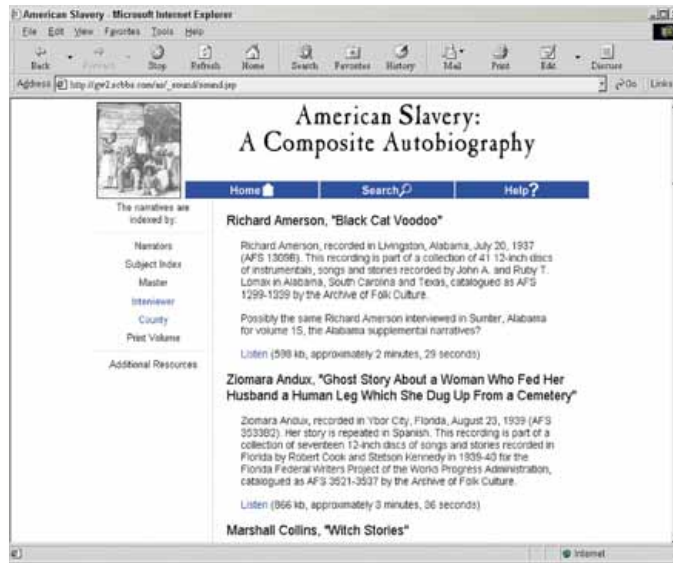 American Slavery - Microsoft Internet Explorer
File Edit View Favorites Tools Help
Back Stop Refresh Home Search Favorites History Mail Print Edit Discuss
Address Go Links
American Slavery:
A Composite Autobiography
Home Search Help?
The narratives are
indexed by:
Narrators
Subject Index
Master
Interviewer
County
Print Volume
Additional Resources
Richard Amerson, "Black Cat Voodoo"
Richard Amerson, recorded in Livingston, Alabama, July 20, 1937
(AFS 1309B). This recording is part of a collection of 41 12-inch discs
of instrumentals, songs and stories recorded by John A. and Ruby T.
Lomax in Alabama, South Carolina and Texas, catalogued as AFS
1299-1339 by the Archive of Folk Culture.
Possibly the same Richard Amerson interviewed in Sumter, Alabama
for volume 1S, the Alabama supplemental narratives?
Listen (598 kb, approximately 2 minutes, 29 seconds)
Ziomara Andux, "Ghost Story About a Woman Who Fed Her
Husband a Human Leg Which She Dug Up From a Cemetery"
Ziomara Andux, recorded in Ybor City, Florida, August 23, 1939 (AFS
3533B2). Her story is repeated in Spanish. This recording is part of a
collection of seventeen 12-inch discs of songs and stories recorded in
Florida by Robert Cook and Stetson Kennedy in 1939-40 for the
Florida Federal Writers Project of the Works Progress Administration,
catalogued as AFS 3521-3537 by the Archive of Folk Culture.
Listen (866 kb, approximately 3 minutes, 36 seconds)
Marshall Collins, "Witch Stories"
Internet